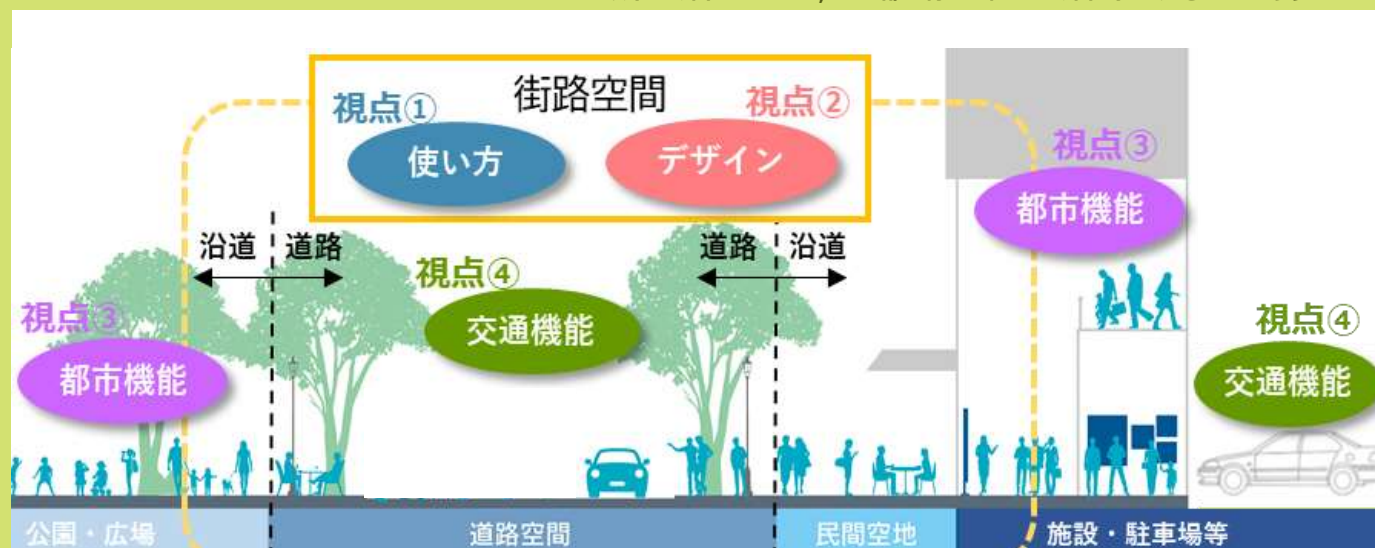 街路空間
視点①
視点②
使い方
デザイン
視点③
都市機能
沿道
道路
道路
沿道
視点④
交通機能
視点③
都市機能
視点④
交通機能
公園・広場
道路空間
民間空地
施設・駐車場等